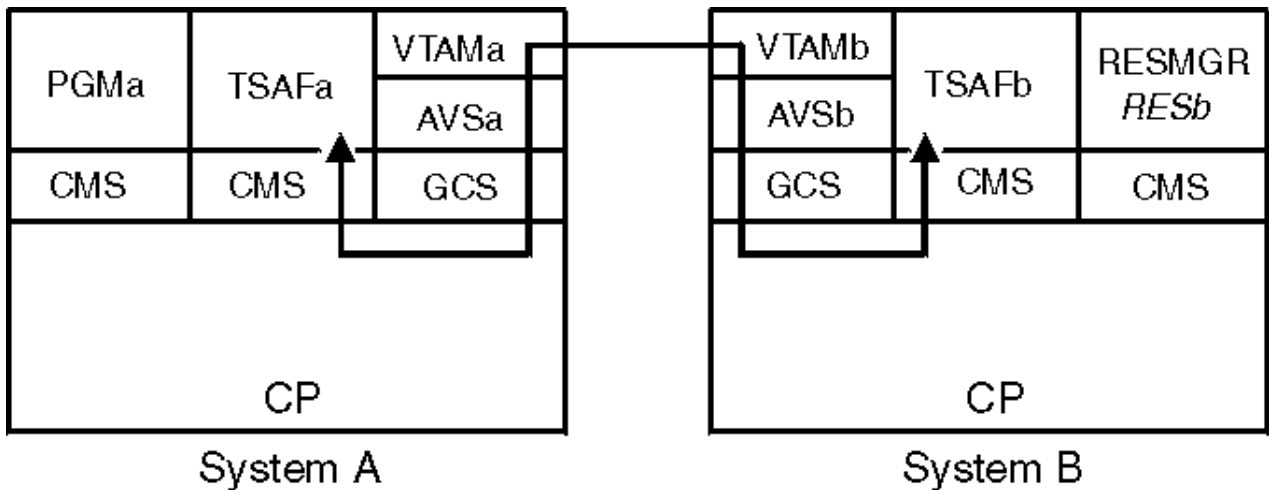 PGMa
TSAFa
VTAMa
AVSa
CMS
CMS
GCS
CP
System A
VTAMb
AVSb
TSAFb
RESMGR
RESb
GCS
CMS
CMS
CP
System B